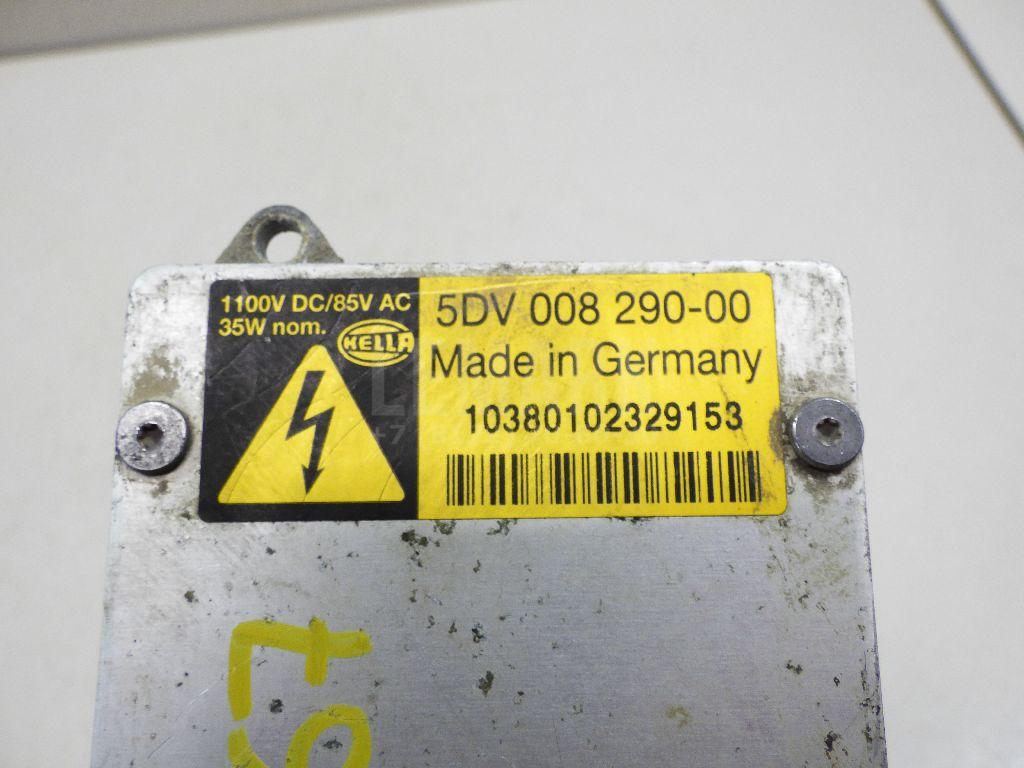 1100V DC/85V AC
35W nom.
HELLA
5DV 008 290-00
Made in Germany
10380102329153